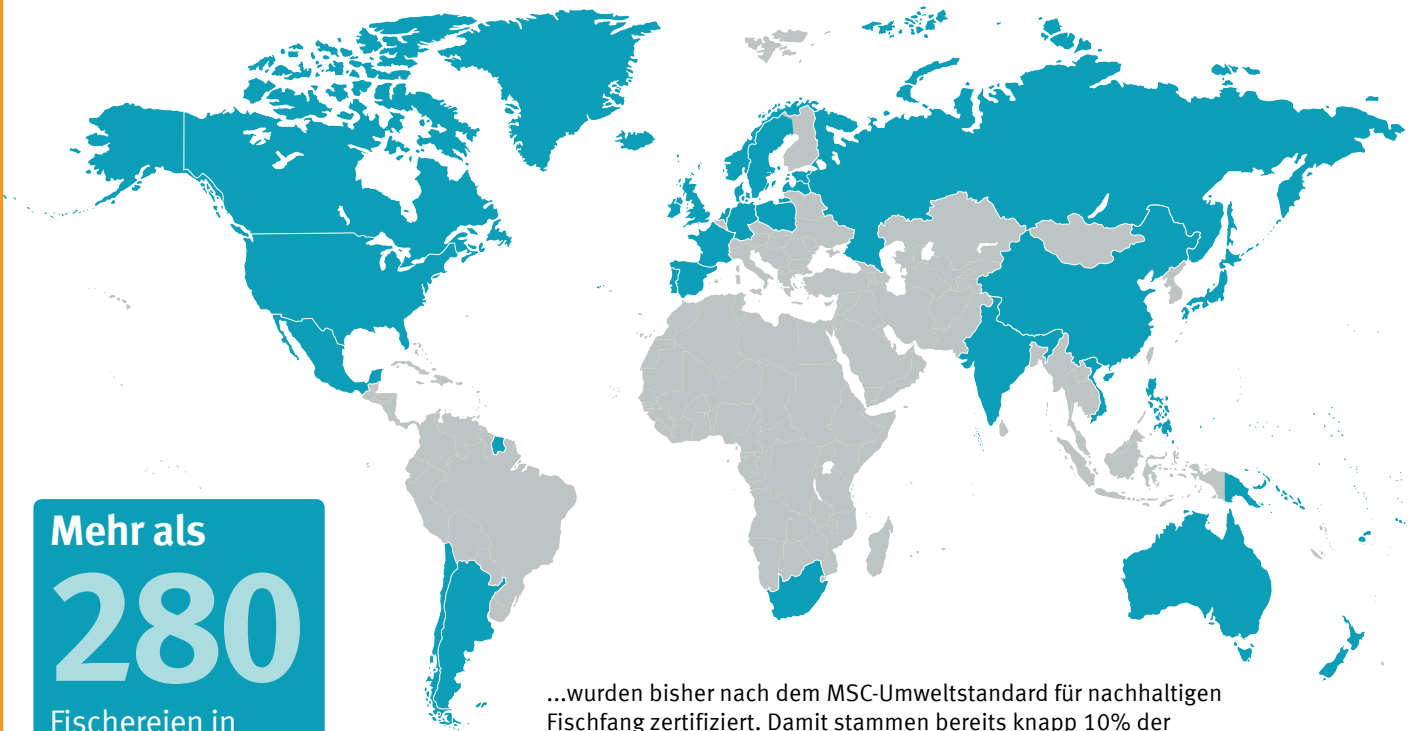 Mehr als
280
Fischereien in
...wurden bisher nach dem MSC-Umweltstandard für nachhaltigen
Fischfang zertifiziert. Damit stammen bereits knapp 10% der